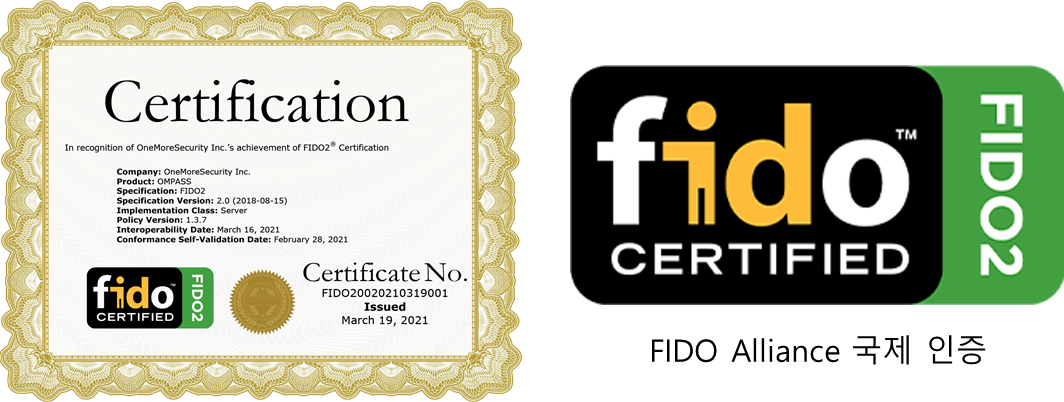 Certification
In recognition of OneMoreSecurity Inc.'s achievement of FIDO2® Certification
Company: OneMoreSecurity Inc.
Product: OMPASS
Specification: FIDO2
Specification Version: 2.0 (2018-08-15)
Implementation Class: Server
Policy Version: 1.3.7
Interoperability Date: March 16, 2021
Conformance Self-Validation Date: February 28, 2021
fido™
CERTIFIED
FIDO2
Certificate No.
FIDO20020210319001
Issued
March 19, 2021
fido™
CERTIFIED
FIDO2
FIDO Alliance 국제 인증